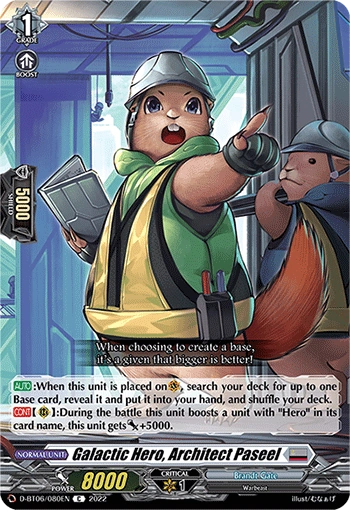 1
GRADE
BOOST
5000
SHIELD
When choosing to create a base,
it's a given that bigger is better!
AUTO :When this unit is placed on , search your deck for up to one
Base card, reveal it and put it into your hand, and shuffle your deck.
CONT :During the battle this unit boosts a unit with "Hero" in its
card name, this unit gets +5000.
NORMAL UNIT Galactic Hero, Architect Paseel
POWER 8000 CRITICAL 1 Brandt Gate
Warbeast
D-BT06/080EN C 2022 illust/むなぁげ